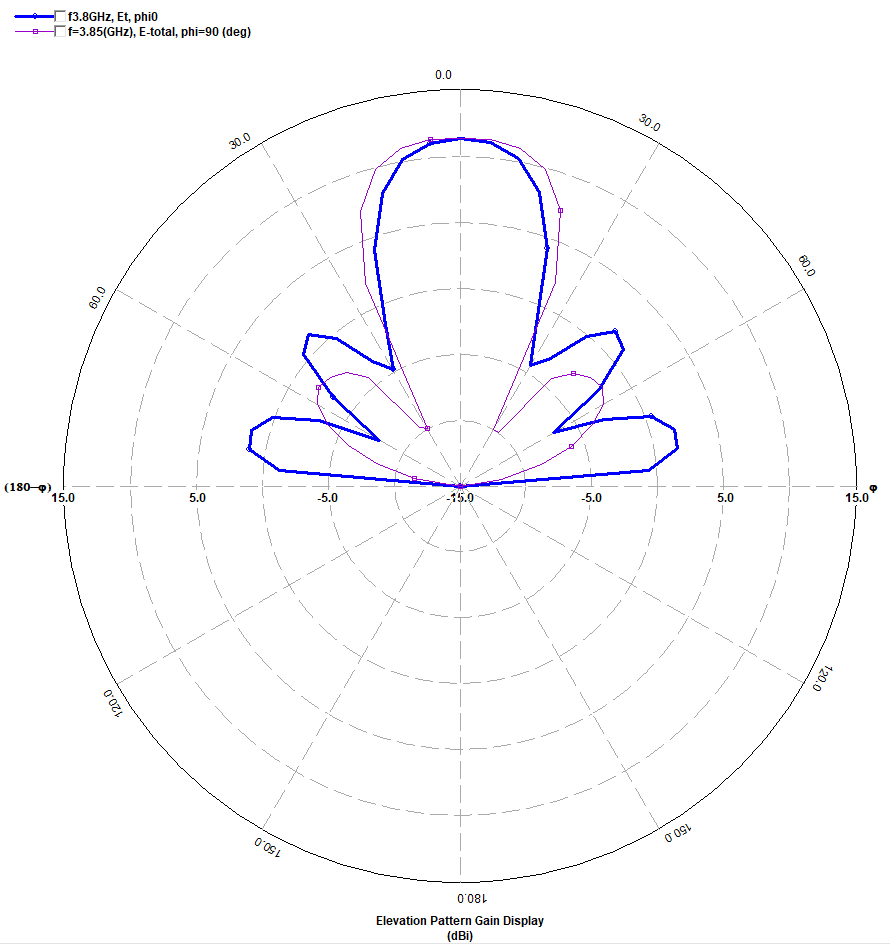 f3.8GHz, Et, phi0
f=3.85(GHz), E-total, phi=90 (deg)
0.0
30.0 30.0
60.0 60.0
(180−φ) φ
15.0 5.0 -5.0 -15.0 -5.0 5.0 15.0
120.0 120.0
150.0 150.0
180.0
Elevation Pattern Gain Display
(dBi)